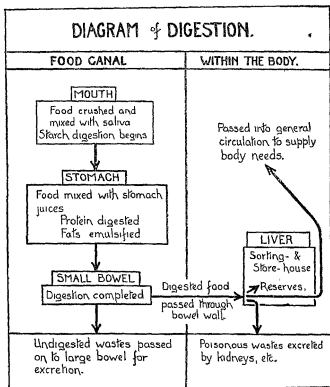 DIAGRAM of DIGESTION.
FOOD CANAL
WITHIN THE BODY.
MOUTH
Food crushed and
mixed with saliva
Starch digestion begins
STOMACH
Food mixed with stomach
juices
Protein digested
Fats emulsified
SMALL BOWEL
Digestion completed
Digested food
passed through
bowel wall.
Undigested wastes passed
on to large bowel for
excretion.
Passed into general
circulation to supply
body needs.
LIVER
Sorting- &
Store-house
Reserves.
Poisonous wastes excreted
by kidneys, etc.